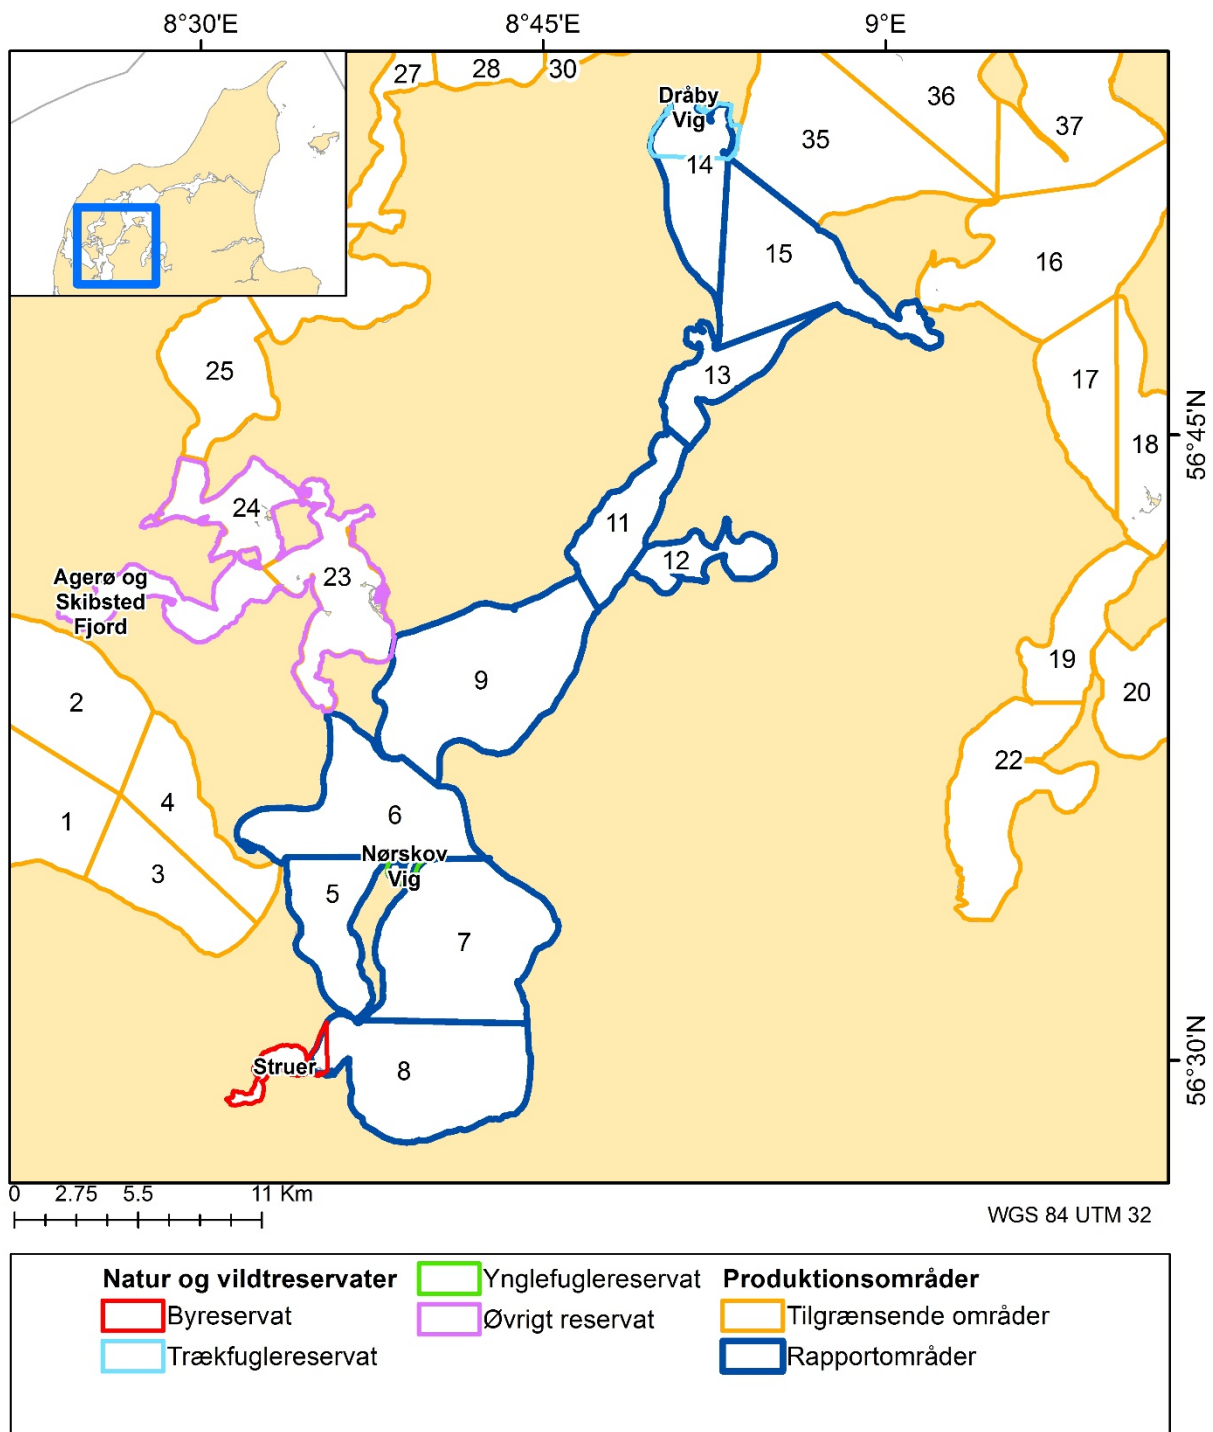 8°30'E 8°45'E 9°E
27 28 30
Dråby
Vig
36
37
35
14
15
16
25
13
17
18
56°45'N
24
11
12
23
Agerø og
Skibsted
Fjord
19
20
9
2
22
4
6
1
Nørskov
Vig
3
5
7
56°30'N
Struer
8
0 2.75 5.5 11 Km
WGS 84 UTM 32
Natur og vildtreservater
Byreservat
Trækfuglereservat
Ynglefuglereservat
Øvrigt reservat
Produktionsområder
Tilgrænsende områder
Rapportområder